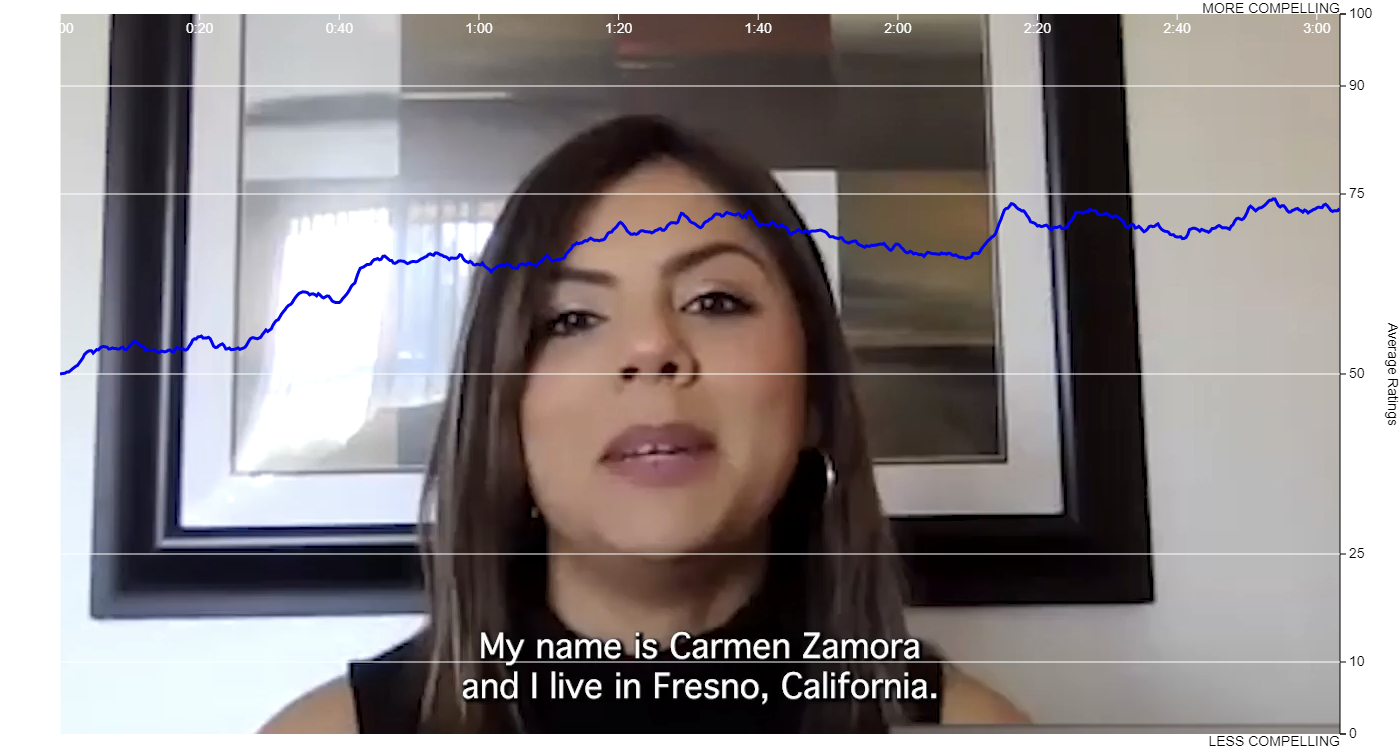 MORE COMPELLING
00 0:20 0:40 1:00 1:20 1:40 2:00 2:20 2:40 3:00
100
90
75
50
Average Ratings
25
My name is Carmen Zamora
and I live in Fresno, California.
10
0
LESS COMPELLING